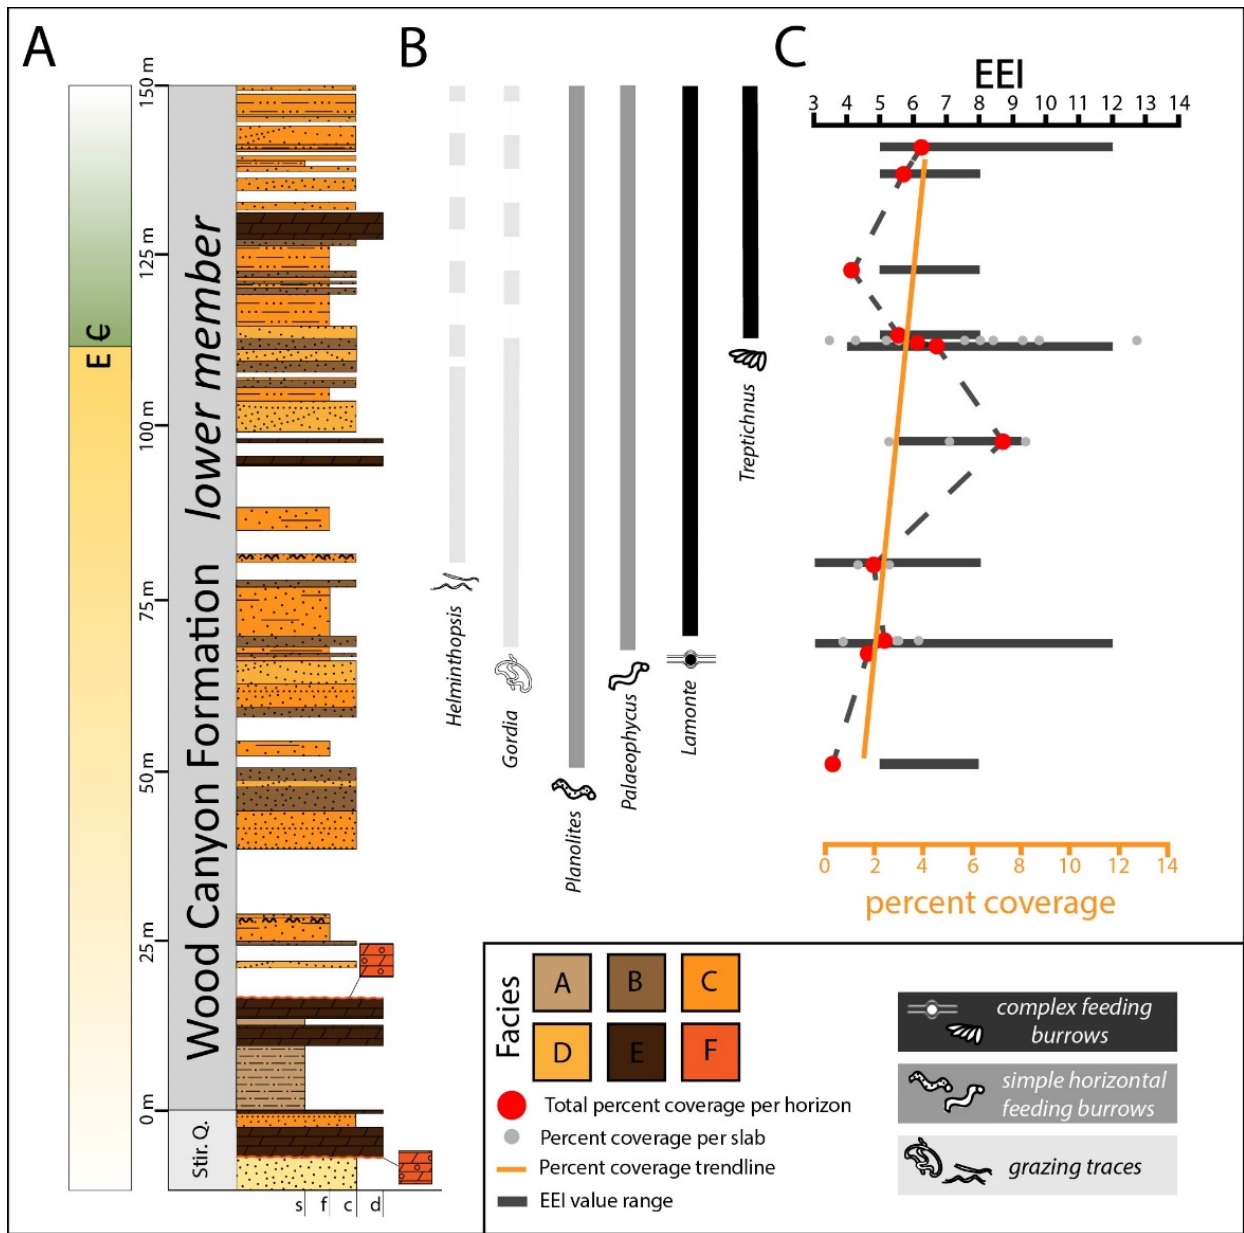 A
B
C
EEI
3 4 5 6 7 8 9 10 11 12 13 14
150 m
125 m
100 m
75 m
50 m
25 m
0 m
Є
E
Wood Canyon Formation lower member
Stir. Q.
s f c d
Helminthopsis
Gordia
Planolites
Palaeophycus
Lamonte
Treptichnus
0 2 4 6 8 10 12 14
percent coverage
Facies
A B C
D E F
Total percent coverage per horizon
Percent coverage per slab
Percent coverage trendline
EEI value range
complex feeding
burrows
simple horizontal
feeding burrows
grazing traces